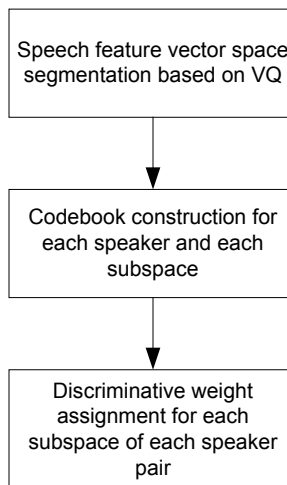 Speech feature vector space
segmentation based on VQ
Codebook construction for
each speaker and each
subspace
Discriminative weight
assignment for each
subspace of each speaker
pair